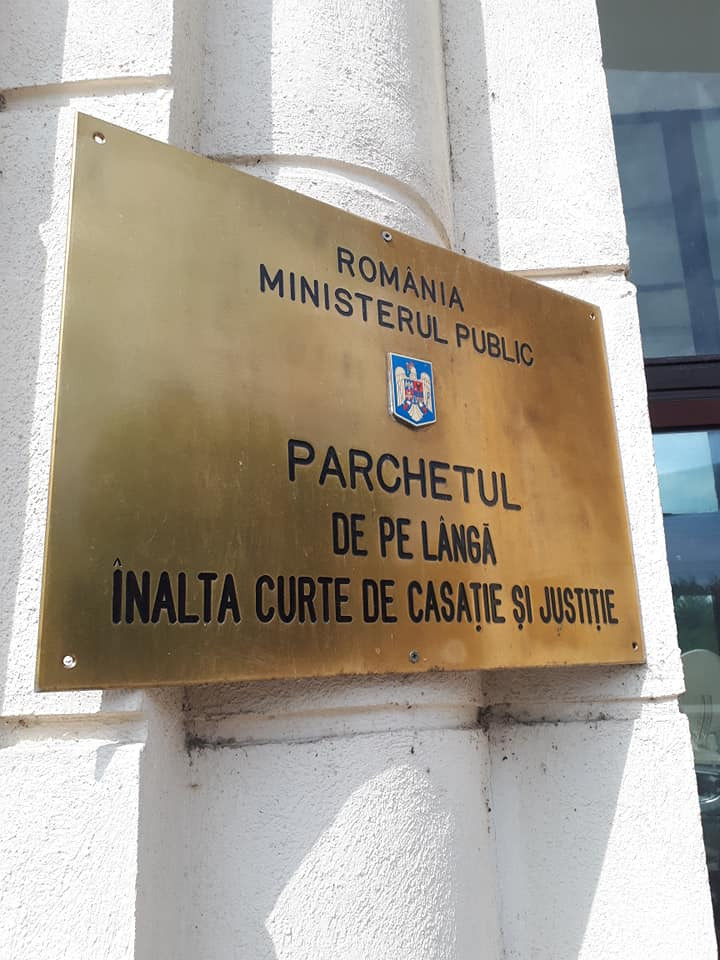 ROMÂNIA
MINISTERUL PUBLIC
PARCHETUL
DE PE LÂNGĂ
ÎNALTA CURTE DE CASAȚIE ȘI JUSTIȚIE